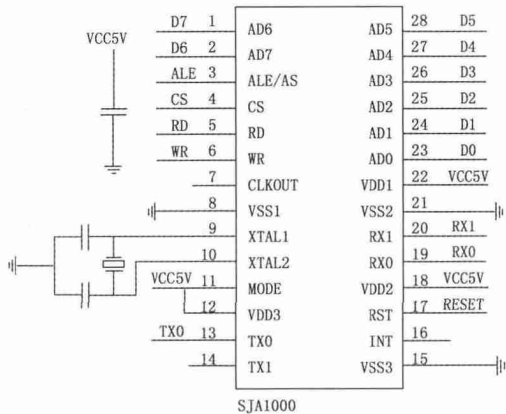 VCC5V
D7 1 AD6 AD5 28 D5
D6 2 AD7 AD4 27 D4
ALE 3 ALE/AS AD3 26 D3
CS 4 CS AD2 25 D2
RD 5 RD AD1 24 D1
WR 6 WR AD0 23 D0
7 CLKOUT VDD1 22 VCC5V
8 VSS1 VSS2 21
9 XTAL1 RX1 20 RX1
10 XTAL2 RX0 19 RX0
VCC5V 11 MODE VDD2 18 VCC5V
12 VDD3 RST 17 RESET
TX0 13 TX0 INT 16
14 TX1 VSS3 15
SJA1000